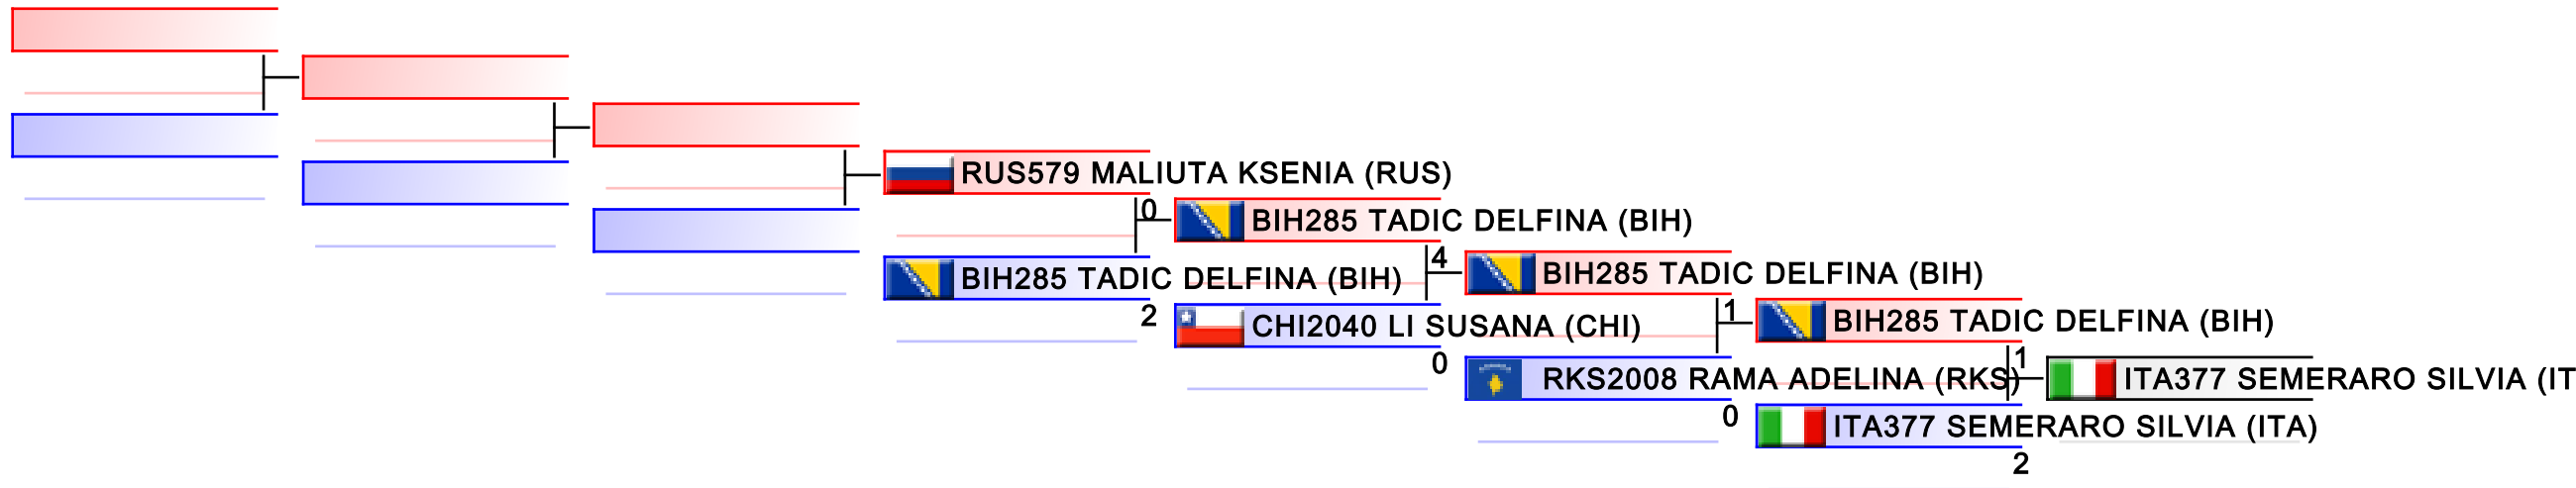 RUS579 MALIUTA KSENIA (RUS)
0
BIH285 TADIC DELFINA (BIH)
BIH285 TADIC DELFINA (BIH)
2
4
CHI2040 LI SUSANA (CHI)
0
BIH285 TADIC DELFINA (BIH)
1
RKS2008 RAMA ADELINA (RKS)
0
BIH285 TADIC DELFINA (BIH)
1
ITA377 SEMERARO SILVIA (ITA)
2
ITA377 SEMERARO SILVIA (IT